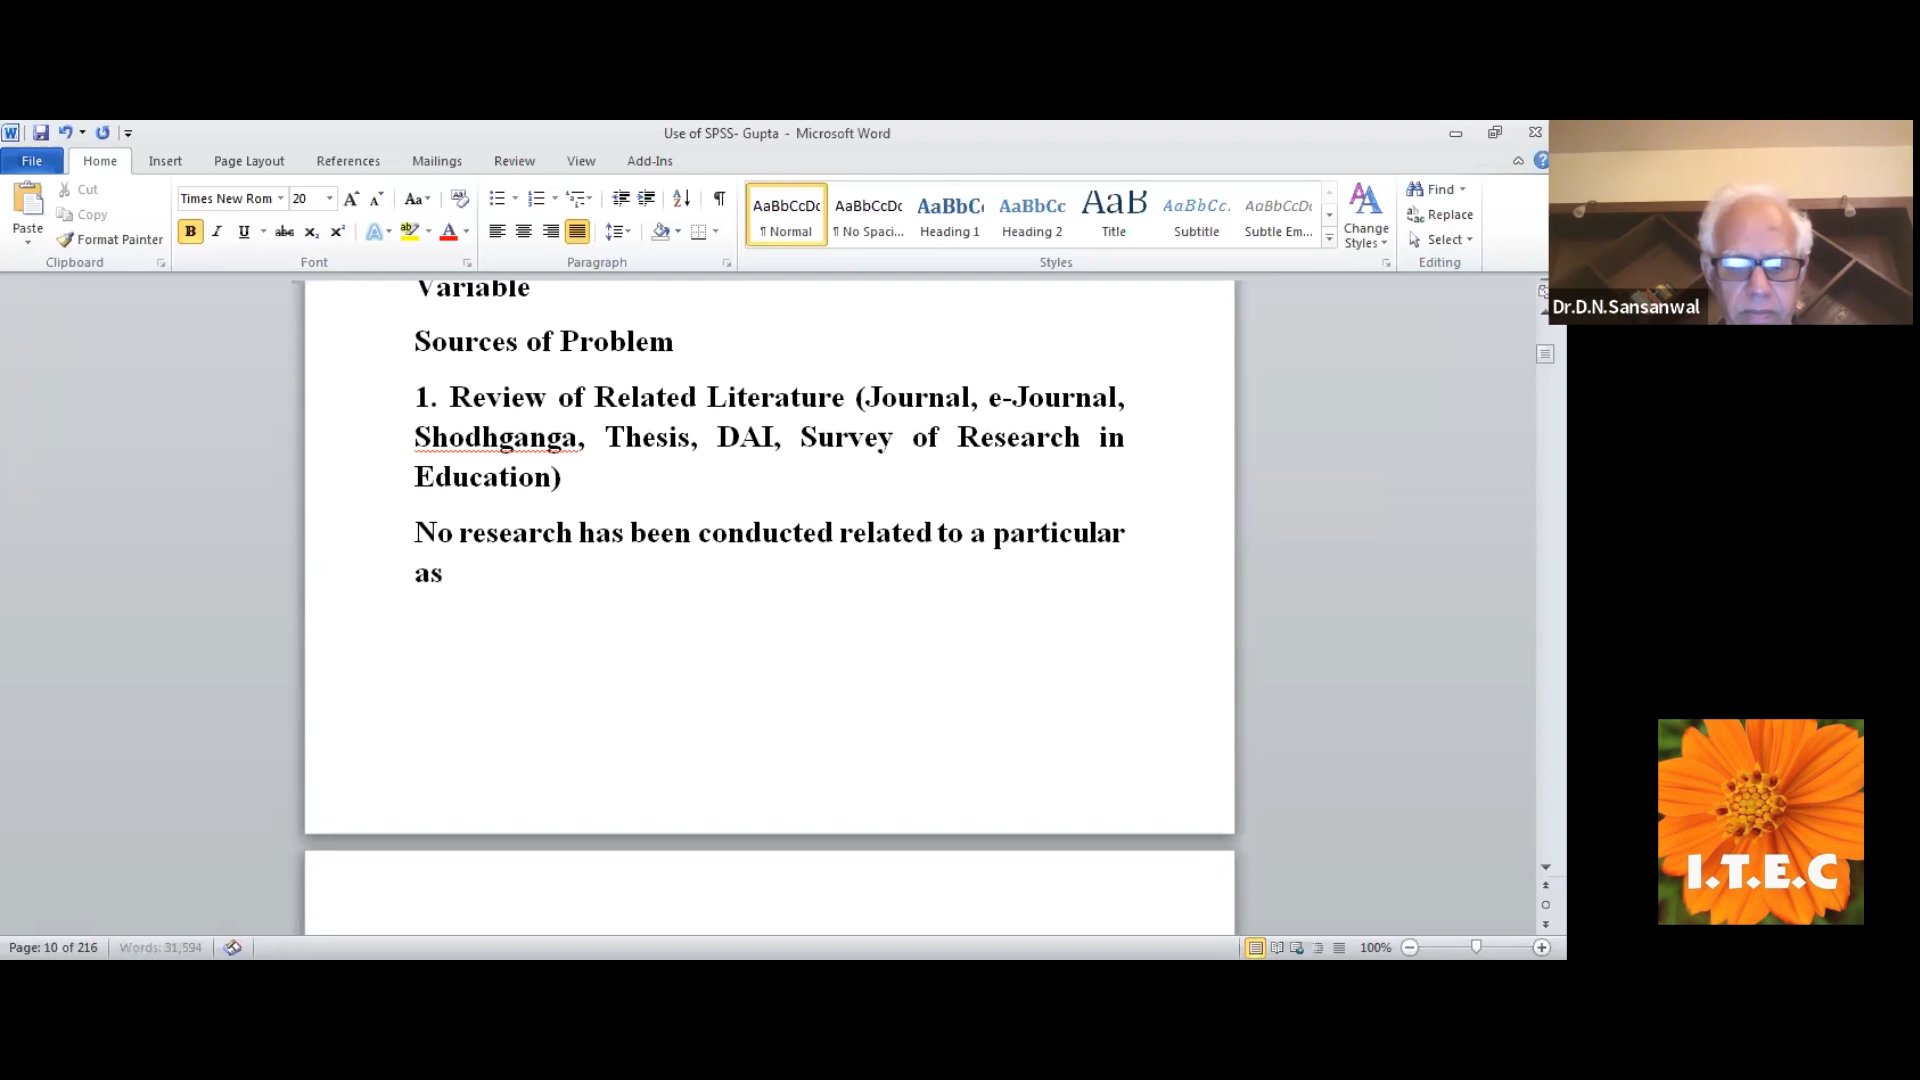 Use of SPSS- Gupta - Microsoft Word
File Home Insert Page Layout References Mailings Review View Add-Ins
Paste
Cut
Copy
Format Painter
Clipboard
Times New Rom 20
Font
Paragraph
AaBbCcDc AaBbCcDc AaBbC AaBbCc AaB AaBbCc. AaBbCcDc
¶ Normal ¶ No Spaci... Heading 1 Heading 2 Title Subtitle Subtle Em...
Styles
Change
Styles
Find
Replace
Select
Editing
Dr.D.N.Sansanwal
Variable
Sources of Problem
1. Review of Related Literature (Journal, e-Journal,
Shodhganga, Thesis, DAI, Survey of Research in
Education)
No research has been conducted related to a particular
as
I.T.E.C
Page: 10 of 216 Words: 31,594 100%